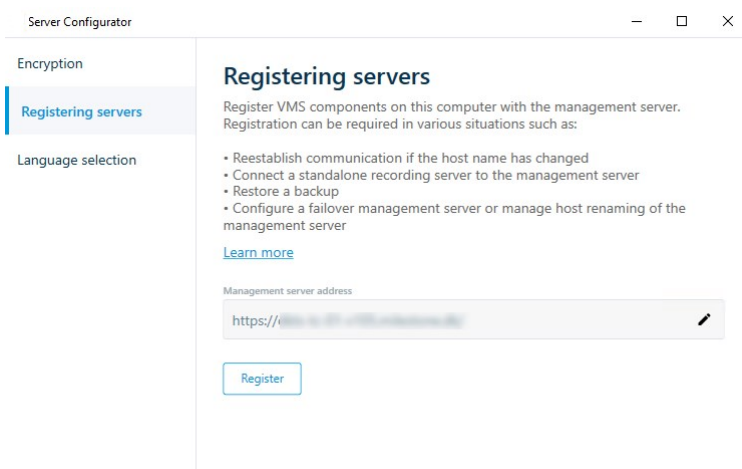 Server Configurator
Encryption
Registering servers
Language selection
Registering servers
Register VMS components on this computer with the management server.
Registration can be required in various situations such as:
• Reestablish communication if the host name has changed
• Connect a standalone recording server to the management server
• Restore a backup
• Configure a failover management server or manage host renaming of the
management server
Learn more
Management server address
https://
Register